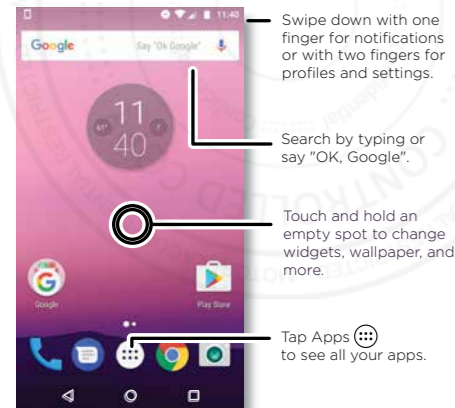 11:40
Swipe down with one
finger for notifications
or with two fingers for
profiles and settings.
Google Say "Ok Google"
11
40
61°
Search by typing or
say "OK, Google".
Touch and hold an
empty spot to change
widgets, wallpaper, and
more.
Google
Play Store
Tap Apps
to see all your apps.